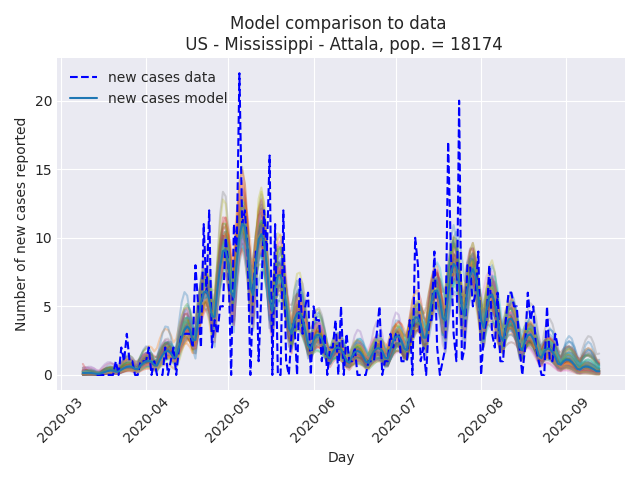 Model comparison to data
US - Mississippi - Attala, pop. = 18174
new cases data
new cases model
Number of new cases reported
20
15
10
5
0
2020-03
2020-04
2020-05
2020-06
2020-07
2020-08
2020-09
Day